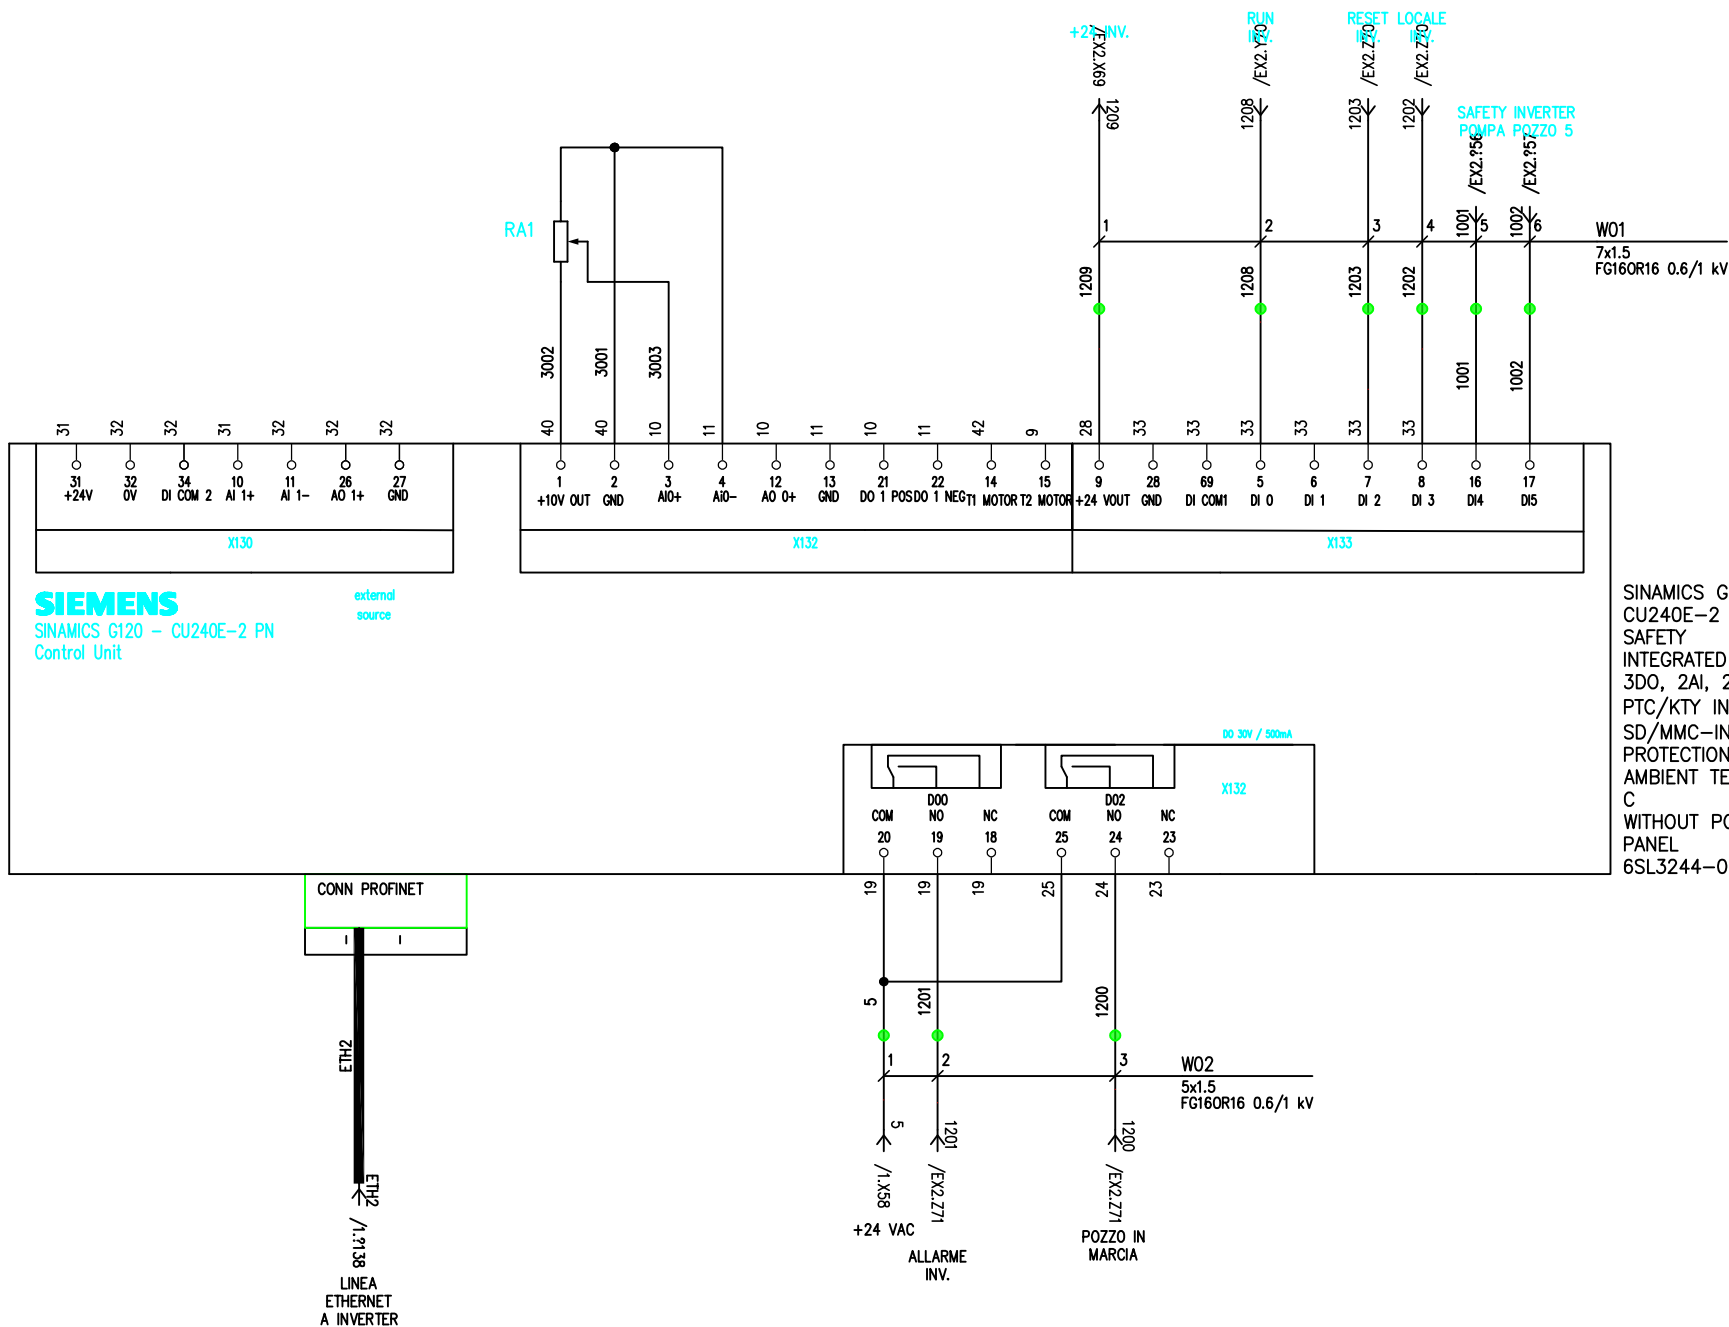 +24 INV.
RUN
INV.
RESET
INV.
LOCALE
INV.
/EX2.X69
/EX2.Y70
/EX2.Z70
/EX2.Z70
1209
1208
1203
1202
SAFETY INVERTER
POMPA POZZO 5
/EX2.?56
/EX2.?57
1001
1002
1
2
3
4
5
6
W01
7x1.5
FG16OR16 0.6/1 kV
RA1
1209
1208
1203
1202
3002
3001
3003
1001
1002
31
32
32
31
32
32
32
40
40
10
11
10
11
10
11
42
9
28
33
33
33
33
33
33
31
32
34
10
11
26
27
+24V
0V
DI COM 2
AI 1+
AI 1-
AO 1+
GND
X130
1
2
3
4
12
13
21
22
14
15
+10V OUT
GND
AI0+
Ai0-
AO 0+
GND
DO 1 POS
DO 1 NEG
T1 MOTOR
T2 MOTOR
X132
9
28
69
5
6
7
8
16
17
+24 VOUT
GND
DI COM1
DI 0
DI 1
DI 2
DI 3
DI4
DI5
X133
SIEMENS
SINAMICS G120 - CU240E-2 PN
Control Unit
external
source
SINAMICS G
CU240E-2
SAFETY
INTEGRATED
3DO, 2AI, 2
PTC/KTY IN
SD/MMC-IN
PROTECTION
AMBIENT TE
C
WITHOUT PO
PANEL
6SL3244-0
DO 30V / 500mA
X132
DO0
COM
NO
NC
20
19
18
DO2
COM
NO
NC
25
24
23
19
19
19
25
24
23
CONN PROFINET
ETH2
ETH2
/1.?138
LINEA
ETHERNET
A INVERTER
5
1201
1200
1
2
3
W02
5x1.5
FG16OR16 0.6/1 kV
5
1201
1200
/1.X58
/EX2.Z71
/EX2.Z71
+24 VAC
ALLARME
INV.
POZZO IN
MARCIA